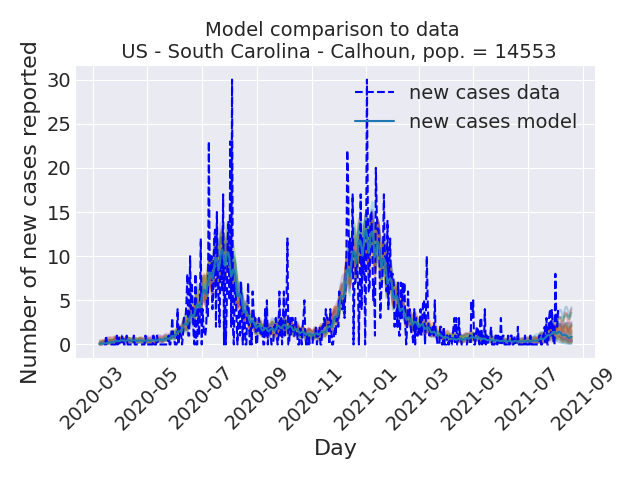 Model comparison to data
US - South Carolina - Calhoun, pop. = 14553
Number of new cases reported
30
25
20
15
10
5
0
new cases data
new cases model
2020-03
2020-05
2020-07
2020-09
2020-11
2021-01
2021-03
2021-05
2021-07
2021-09
Day